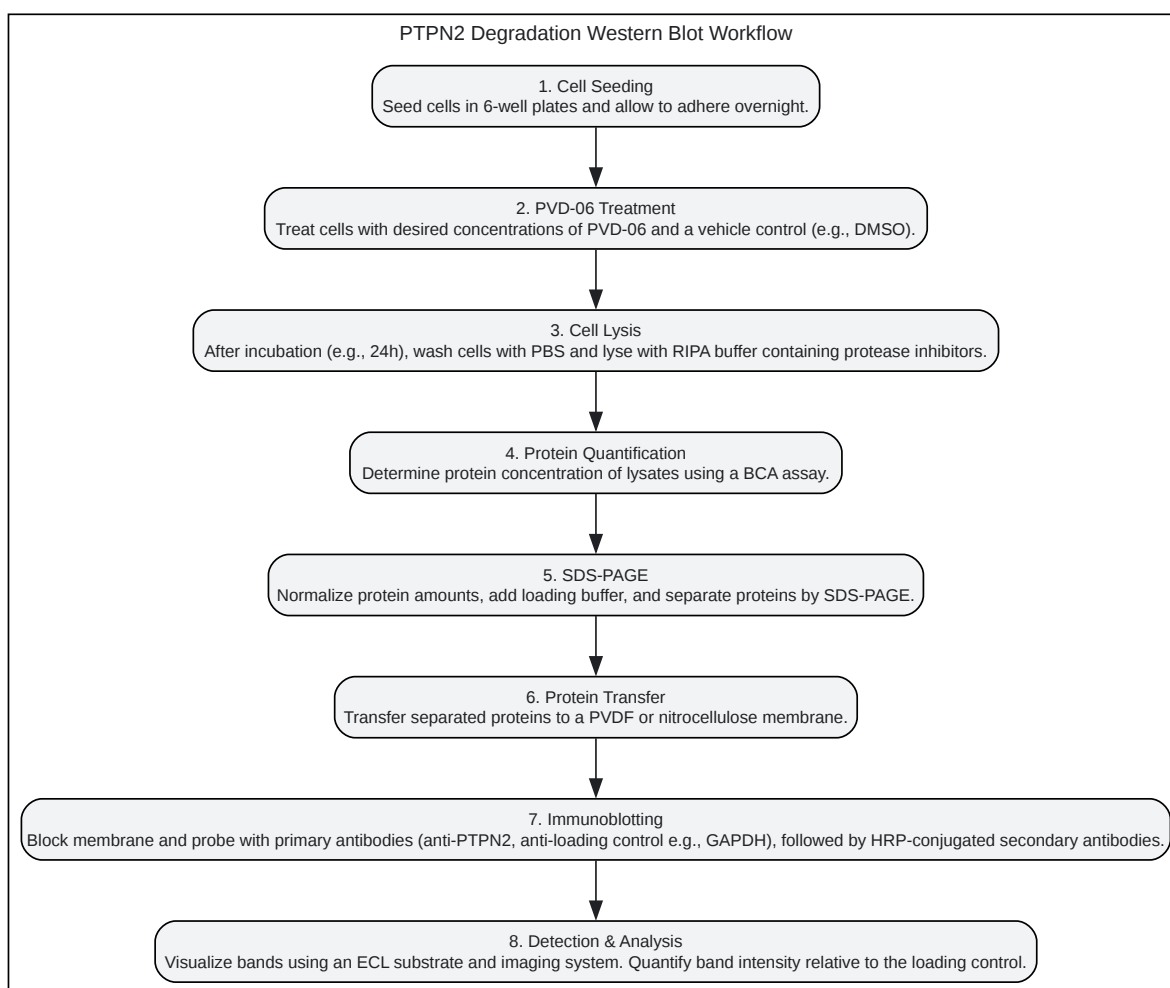 PTPN2 Degradation Western Blot Workflow
1. Cell Seeding
Seed cells in 6-well plates and allow to adhere overnight.
2. PVD-06 Treatment
Treat cells with desired concentrations of PVD-06 and a vehicle control (e.g., DMSO).
3. Cell Lysis
After incubation (e.g., 24h), wash cells with PBS and lyse with RIPA buffer containing protease inhibitors.
4. Protein Quantification
Determine protein concentration of lysates using a BCA assay.
5. SDS-PAGE
Normalize protein amounts, add loading buffer, and separate proteins by SDS-PAGE.
6. Protein Transfer
Transfer separated proteins to a PVDF or nitrocellulose membrane.
7. Immunoblotting
Block membrane and probe with primary antibodies (anti-PTPN2, anti-loading control e.g., GAPDH), followed by HRP-conjugated secondary antibodies.
8. Detection & Analysis
Visualize bands using an ECL substrate and imaging system. Quantify band intensity relative to the loading control.